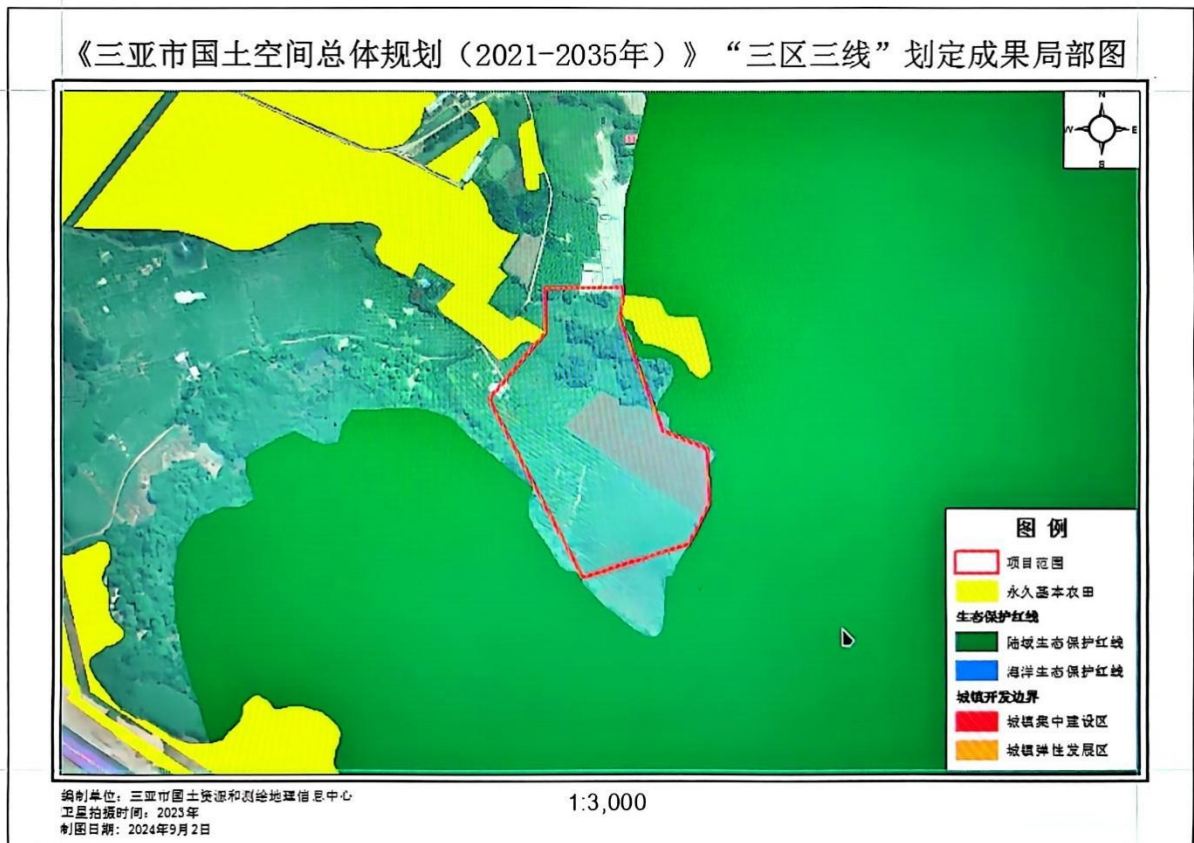 《三亚市国土空间总体规划（2021-2035年）》“三区三线”划定成果局部图
N
W E
S
图 例
项目范围
永久基本农田
生态保护红线
陆域生态保护红线
海洋生态保护红线
城镇开发边界
城镇集中建设区
城镇弹性发展区
编制单位：三亚市国土资源和测绘地理信息中心
卫星拍摄时间：2023年
制图日期：2024年9月2日
1:3,000